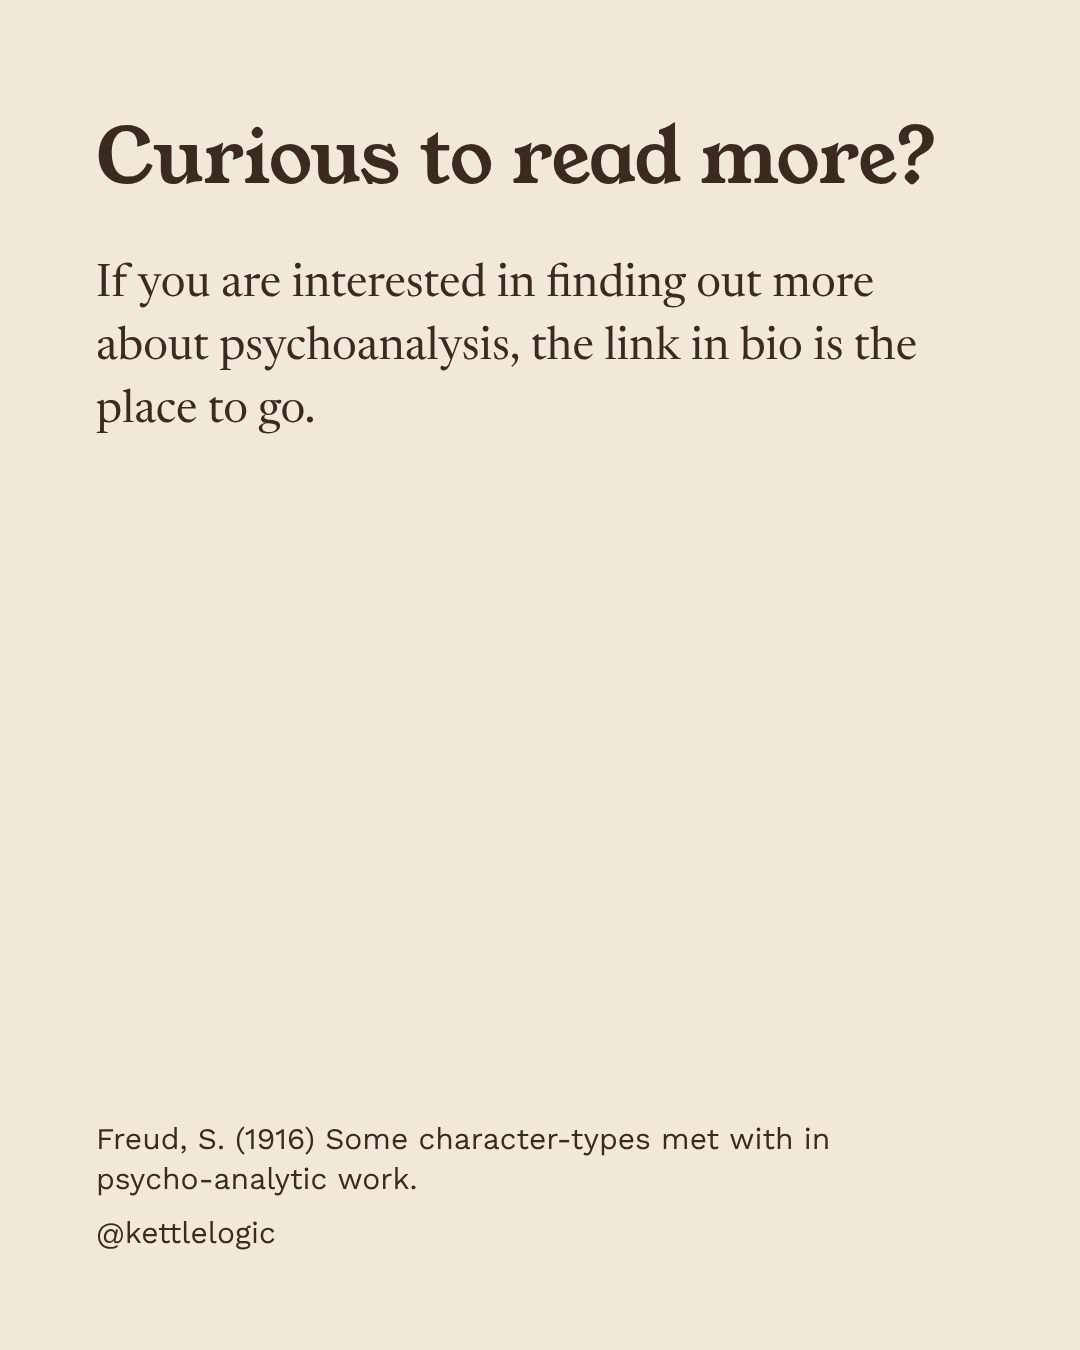 Curious to read more?
If you are interested in finding out more
about psychoanalysis, the link in bio is the
place to go.
Freud, S. (1916) Some character-types met with in
psycho-analytic work.
@kettlelogic